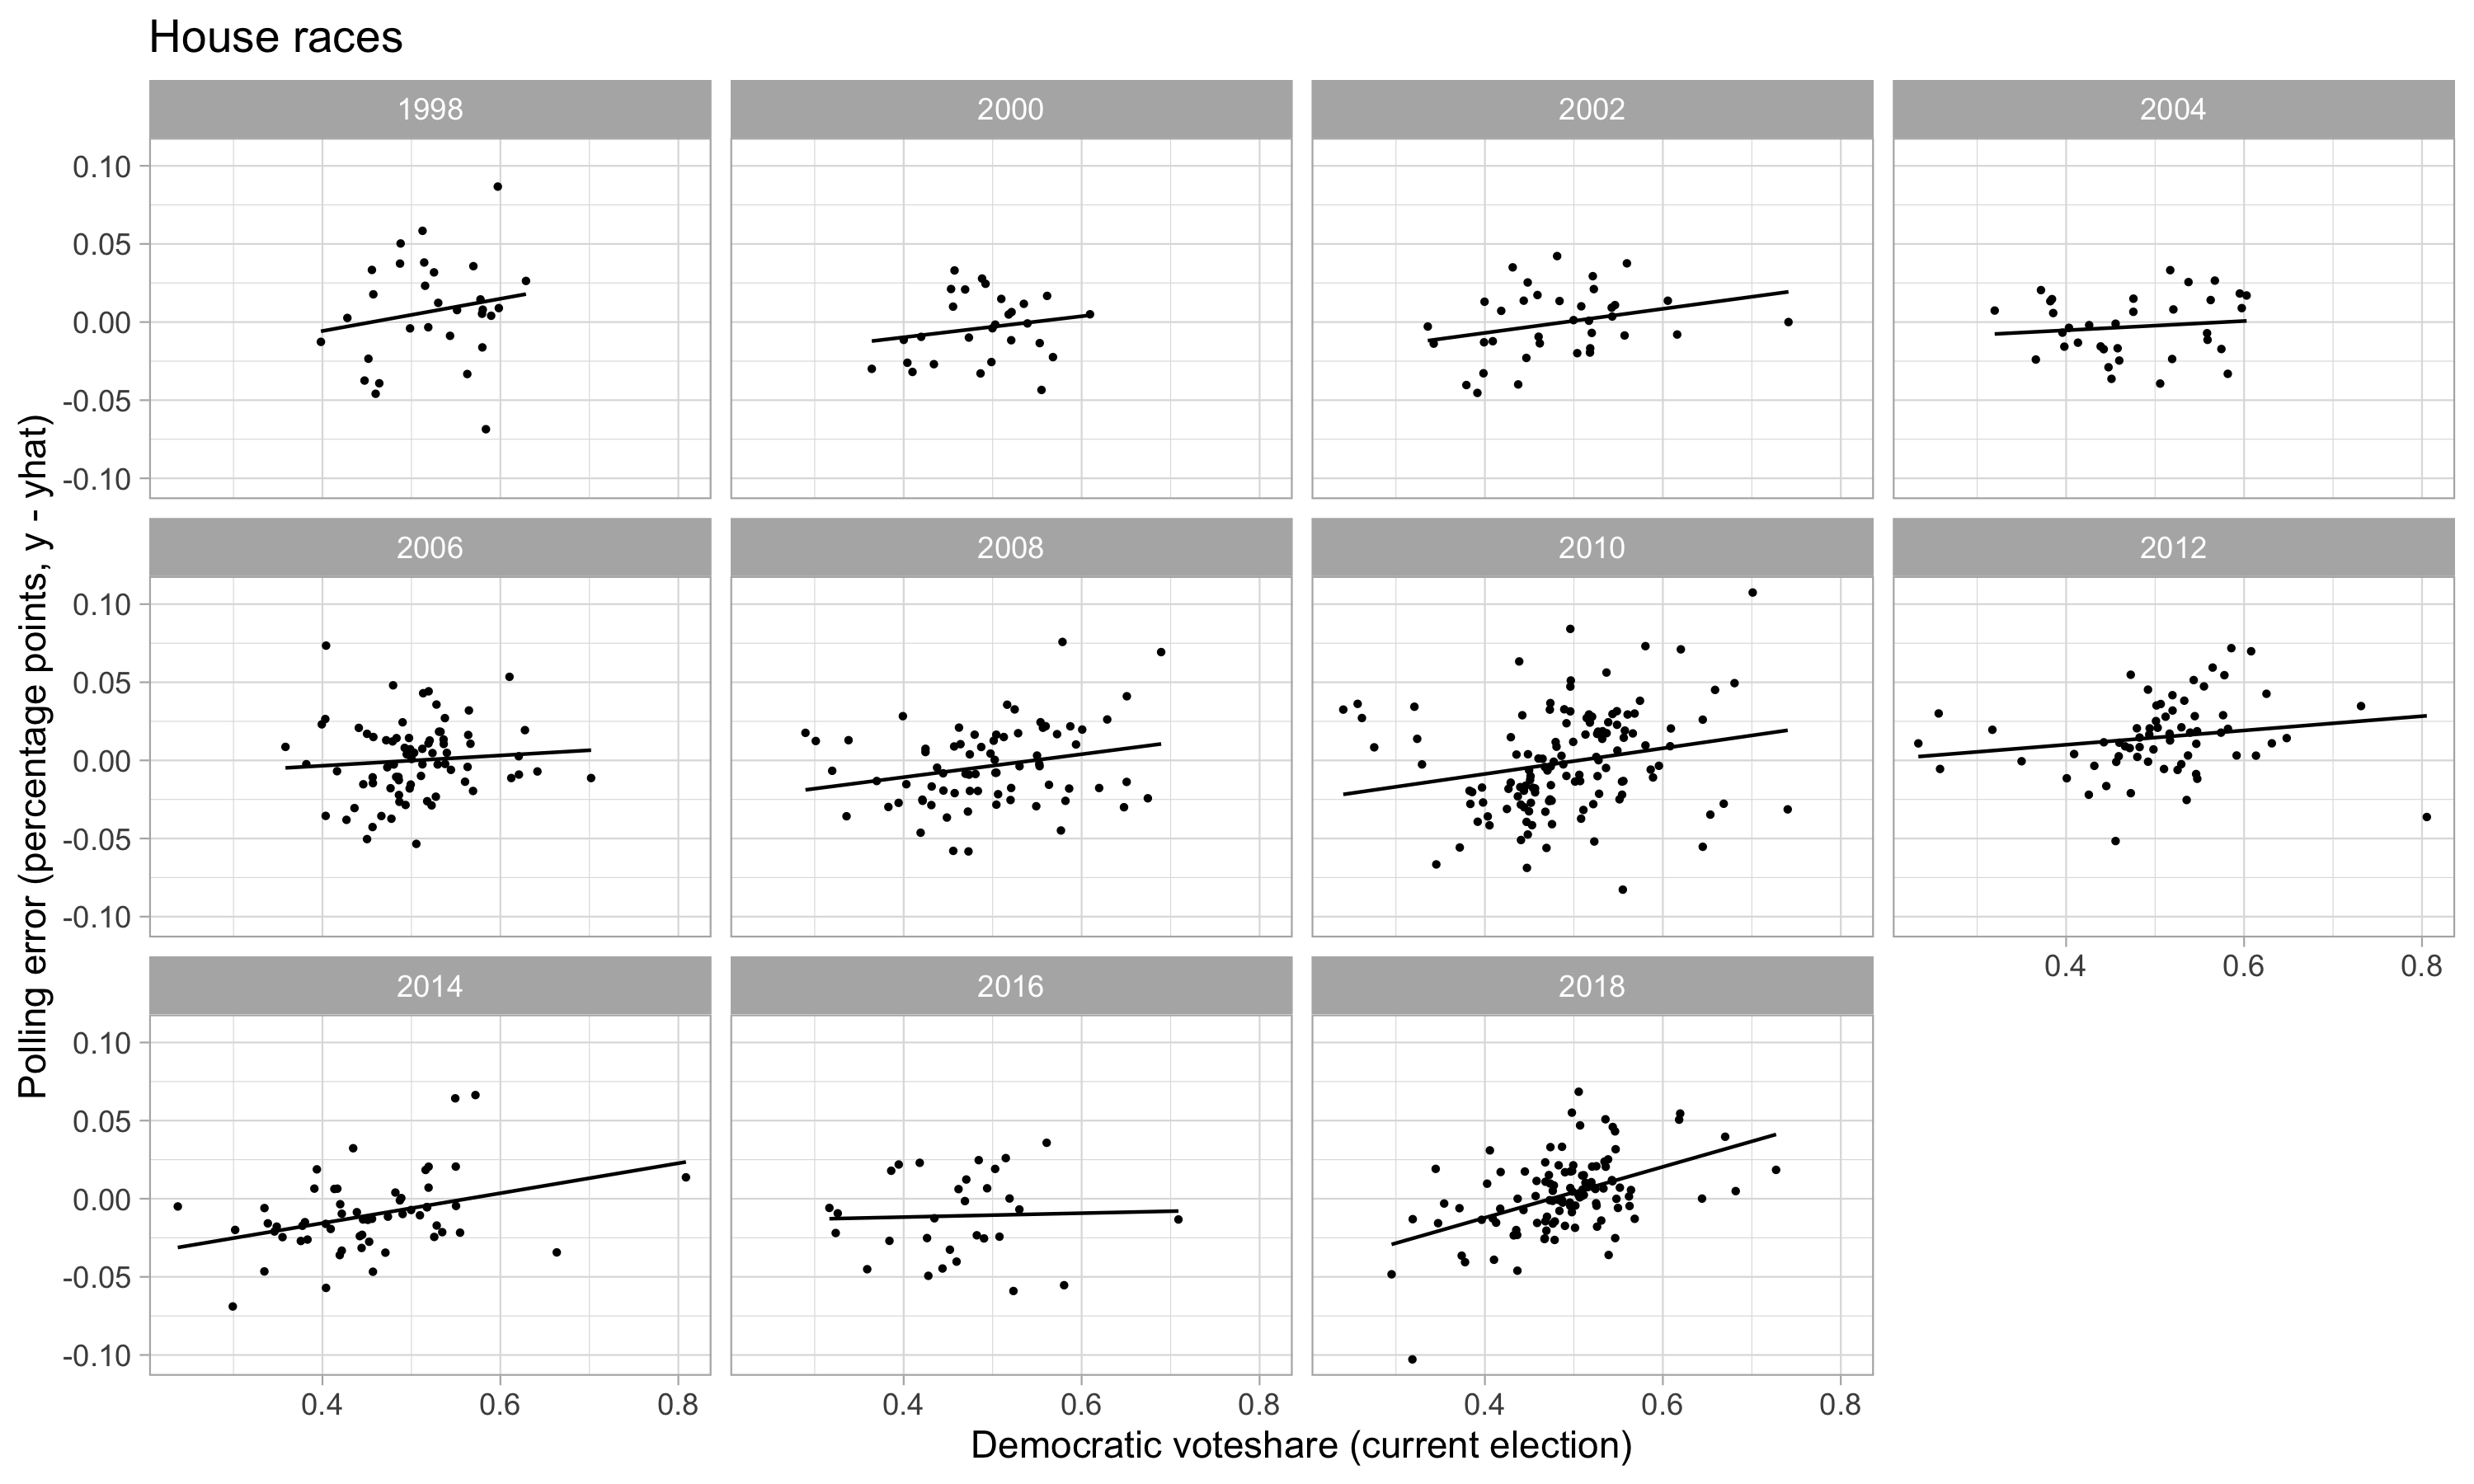 House races
1998 2000 2002 2004
0.10
0.05
0.00
-0.05
-0.10
2006 2008 2010 2012
0.10
0.05
0.00
-0.05
-0.10
0.4 0.6 0.8
2014 2016 2018
0.10
0.05
0.00
-0.05
-0.10
0.4 0.6 0.8 0.4 0.6 0.8 0.4 0.6 0.8
Democratic voteshare (current election)
Polling error (percentage points, y - yhat)